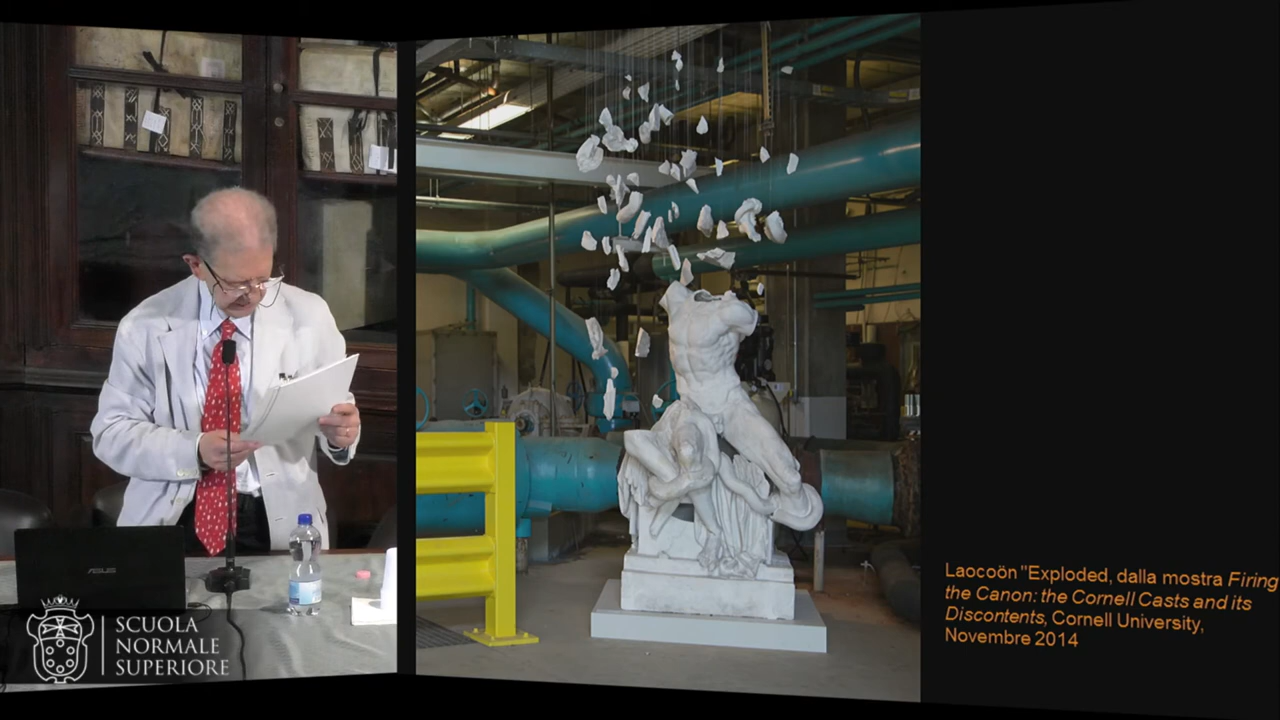 ASUS
SCUOLA
NORMALE
SUPERIORE
Laocoön "Exploded, dalla mostra Firing
the Canon: the Cornell Casts and its
Discontents, Cornell University,
Novembre 2014